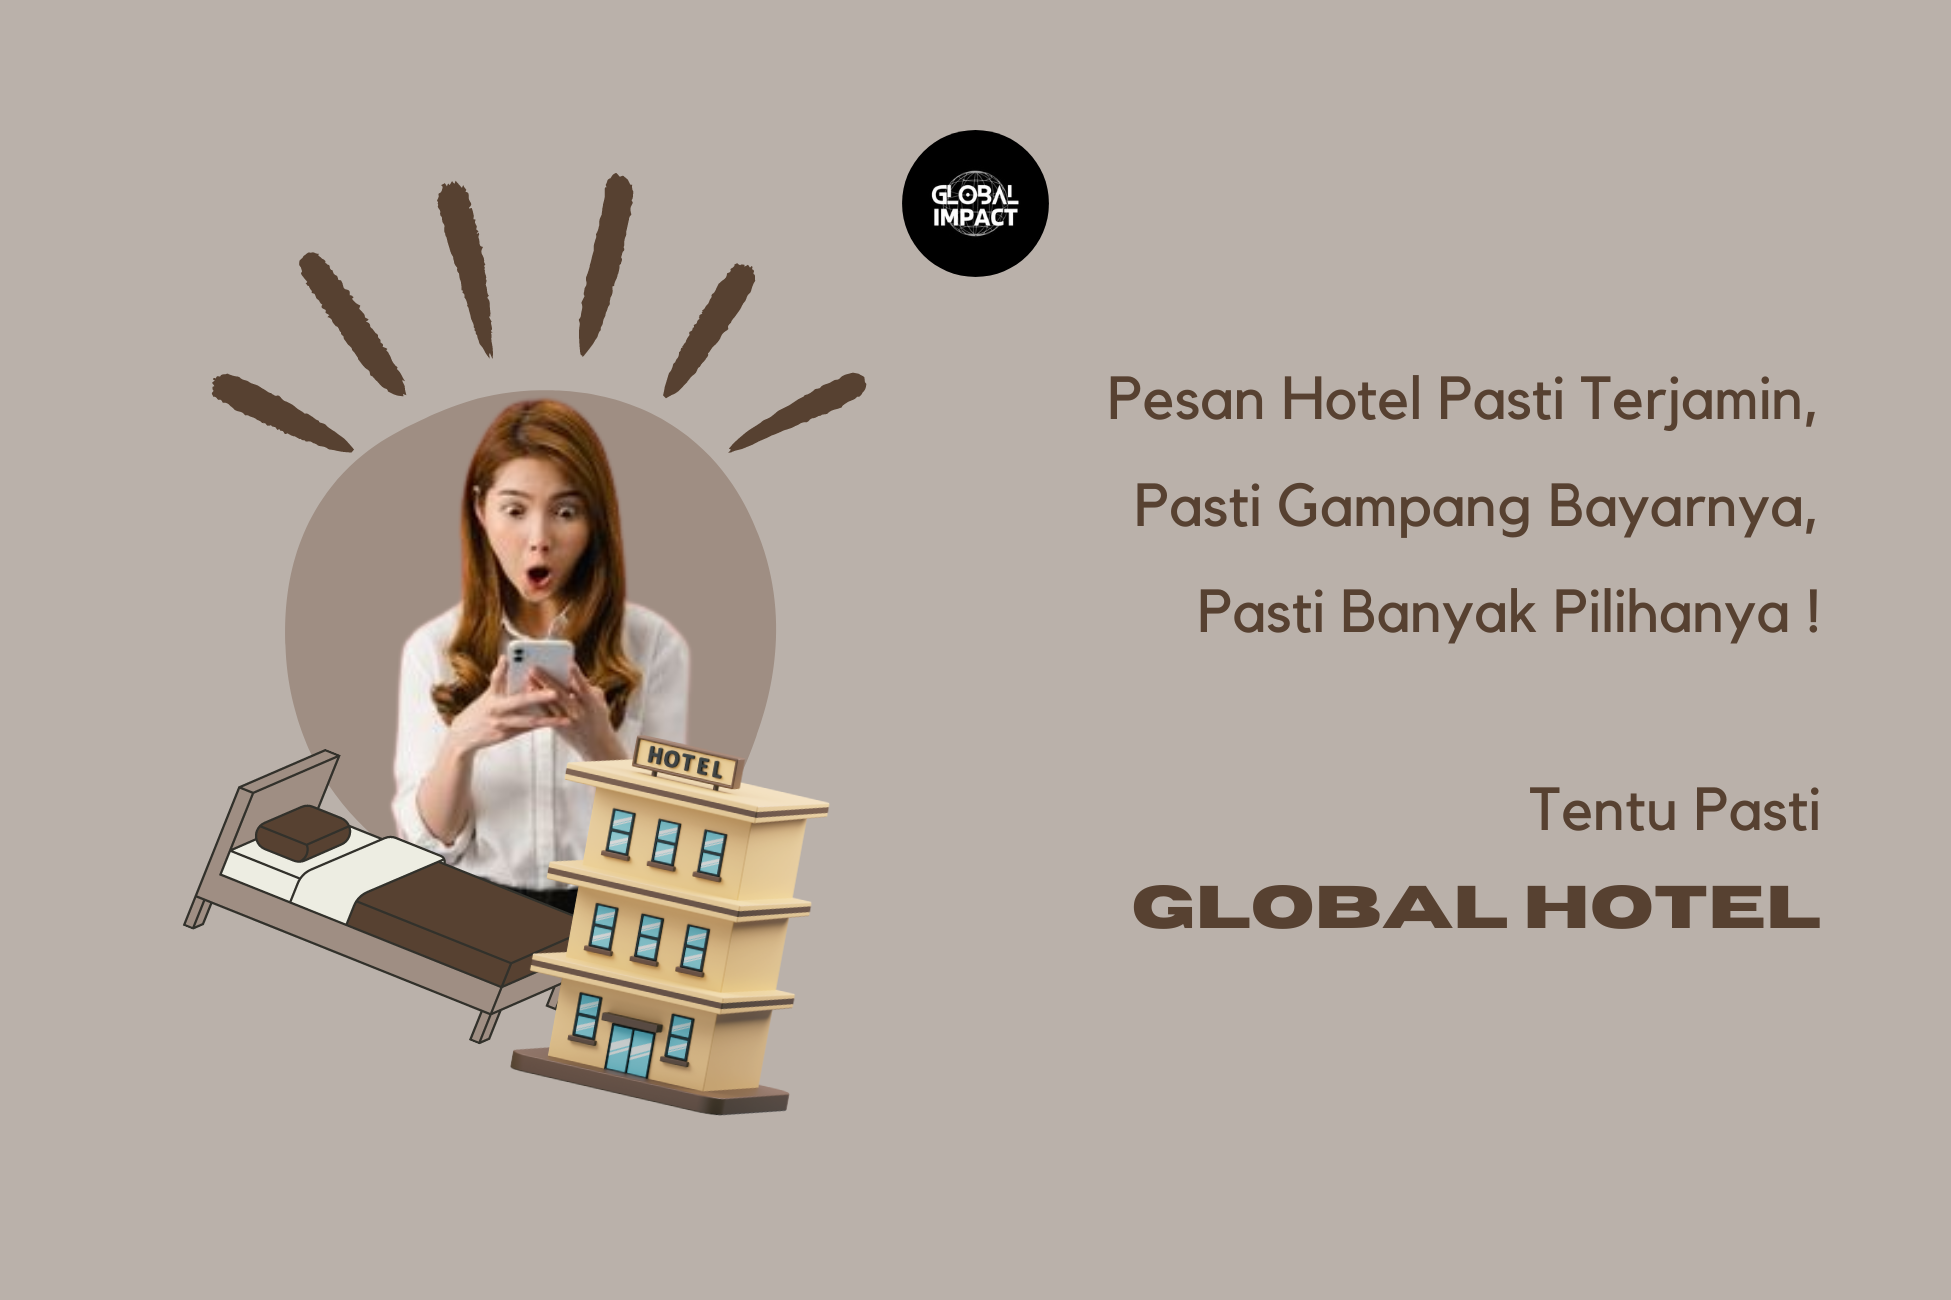 GLOBAL
IMPACT
Pesan Hotel Pasti Terjamin,
Pasti Gampang Bayarnya,
Pasti Banyak Pilihanya !
Tentu Pasti
GLOBAL HOTEL
HOTEL